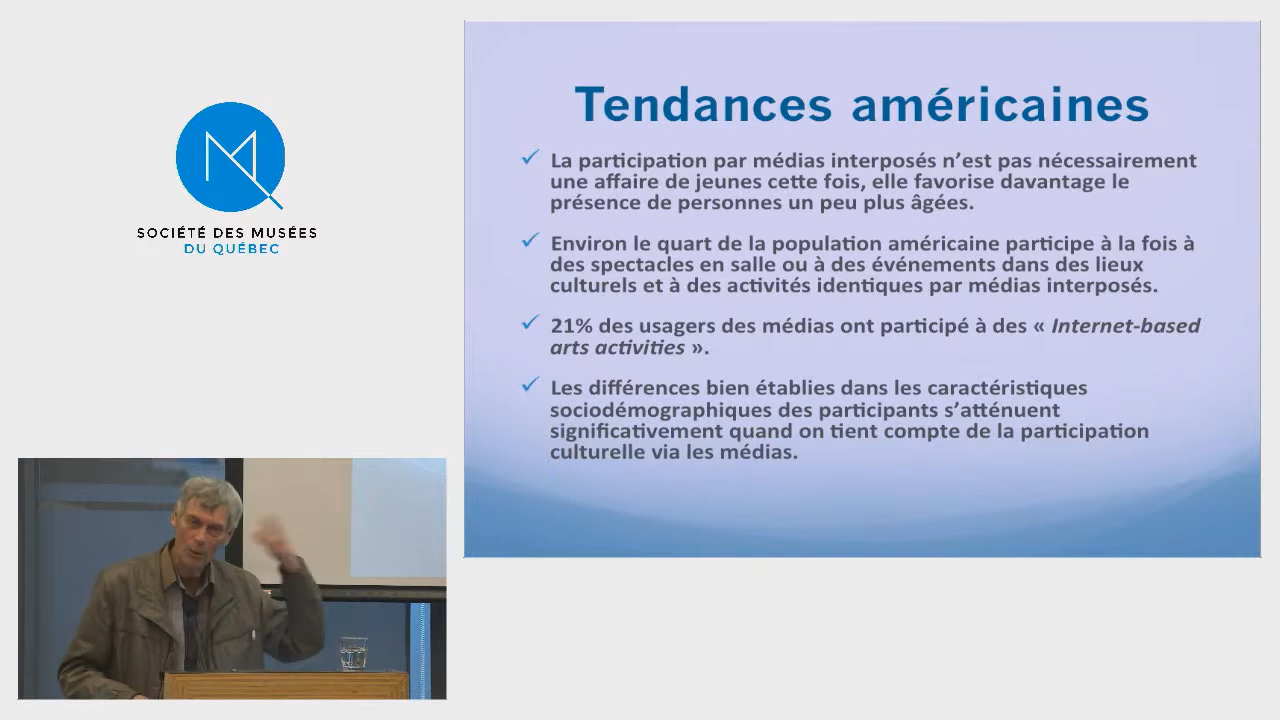 SOCIÉTÉ DES MUSÉES
DU QUÉBEC
Tendances américaines
La participation par médias interposés n’est pas nécessairement
une affaire de jeunes cette fois, elle favorise davantage le
présence de personnes un peu plus âgées.
Environ le quart de la population américaine participe à la fois à
des spectacles en salle ou à des événements dans des lieux
culturels et à des activités identiques par médias interposés.
21% des usagers des médias ont participé à des « Internet-based
arts activities ».
Les différences bien établies dans les caractéristiques
sociodémographiques des participants s’atténuent
significativement quand on tient compte de la participation
culturelle via les médias.